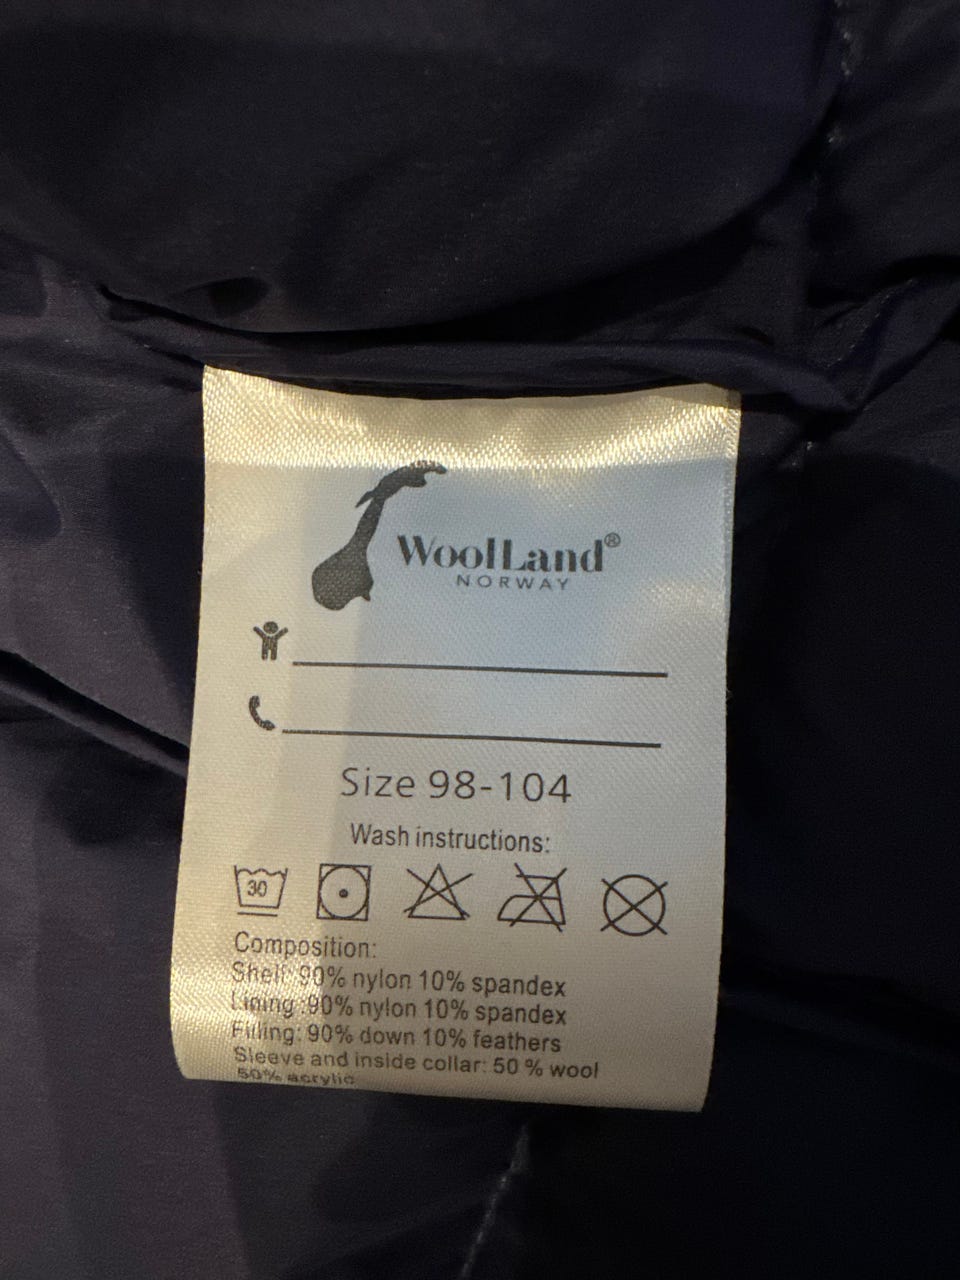 WoolLand®
NORWAY
Size 98-104
Wash instructions:
30
Composition:
Shell: 90% nylon 10% spandex
Lining :90% nylon 10% spandex
Filling: 90% down 10% feathers
Sleeve and inside collar: 50 % wool
50% acrylic